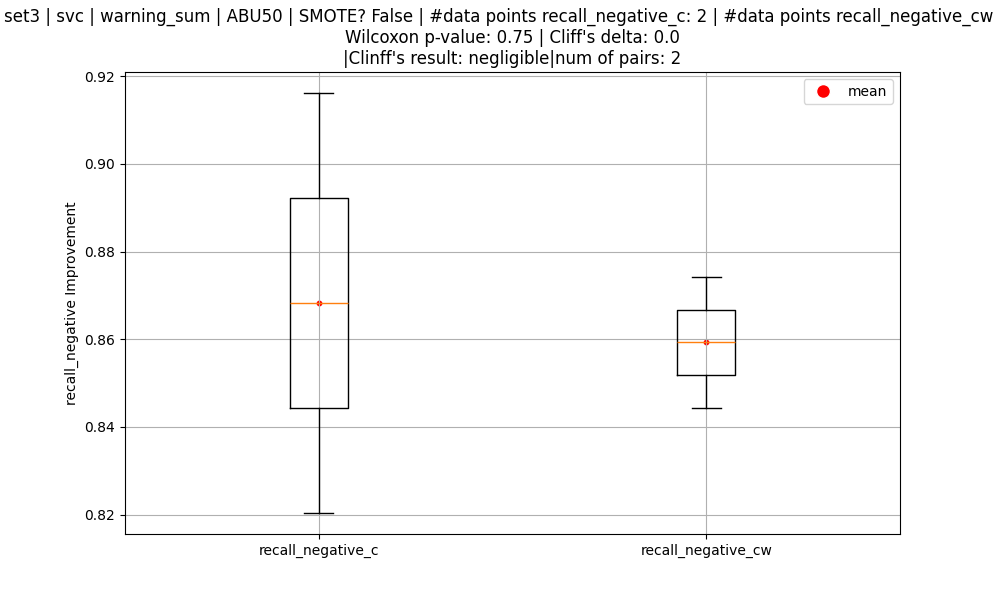 set3 | svc | warning_sum | ABU50 | SMOTE? False | #data points recall_negative_c: 2 | #data points recall_negative_cw
Wilcoxon p-value: 0.75 | Cliff's delta: 0.0
|Clinff's result: negligible|num of pairs: 2
mean
0.92
0.90
0.88
0.86
0.84
0.82
recall_negative Improvement
recall_negative_c
recall_negative_cw